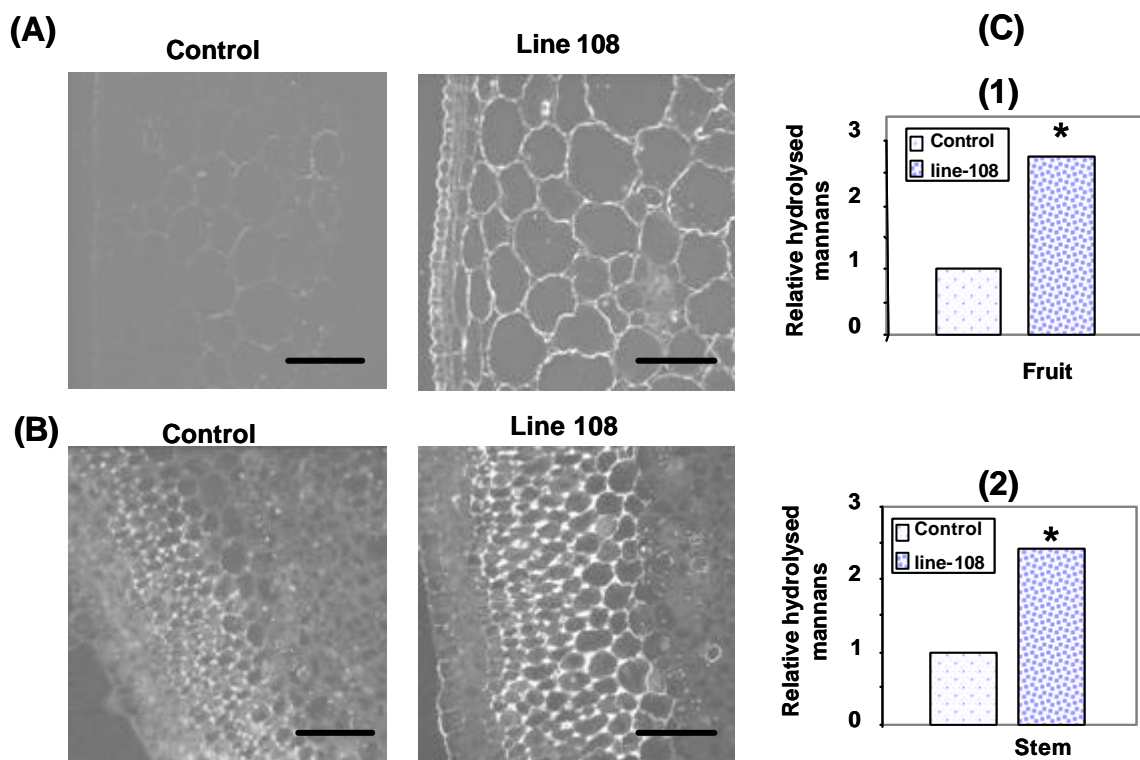 (A)
Control
Line 108
(B)
Control
Line 108
(C)
(1)
Relative hydrolysed
mannans
3
2
1
0
Control
line-108
*
Fruit
(2)
Relative hydrolysed
mannans
3
2
1
0
Control
line-108
*
Stem